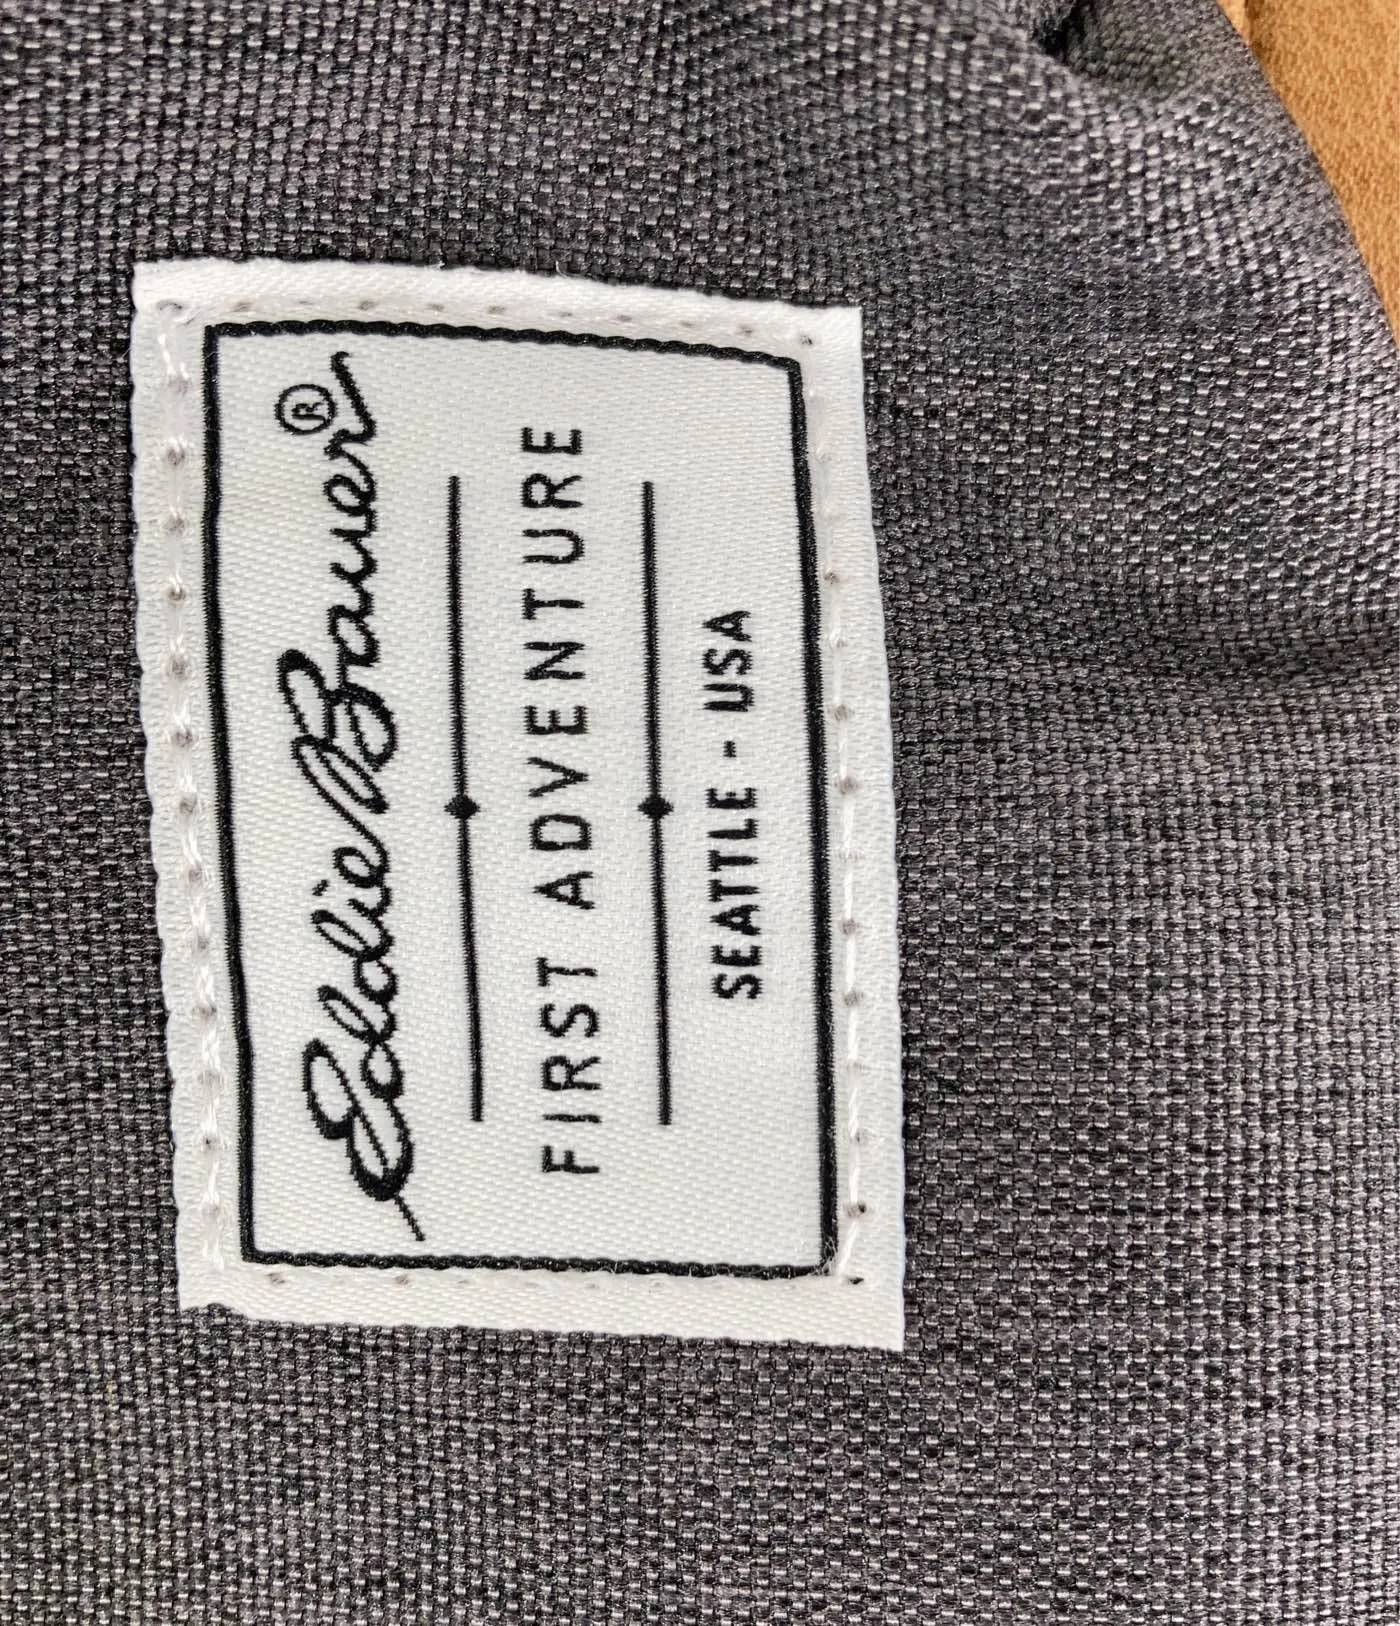 Eddie Bauer®
FIRST ADVENTURE
SEATTLE - USA